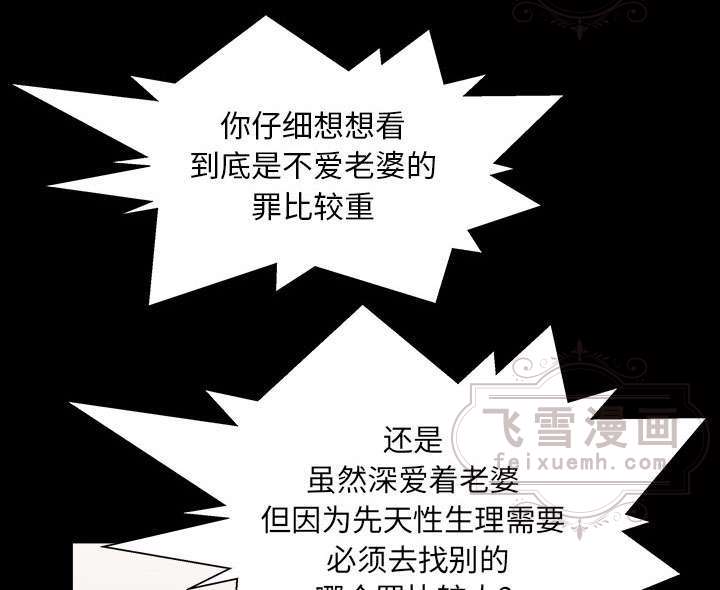 你仔细想想看
到底是不爱老婆的
罪比较重
飞雪漫画
feixuemh.com
还是
虽然深爱着老婆
但因为先天性生理需要
必须去找别的